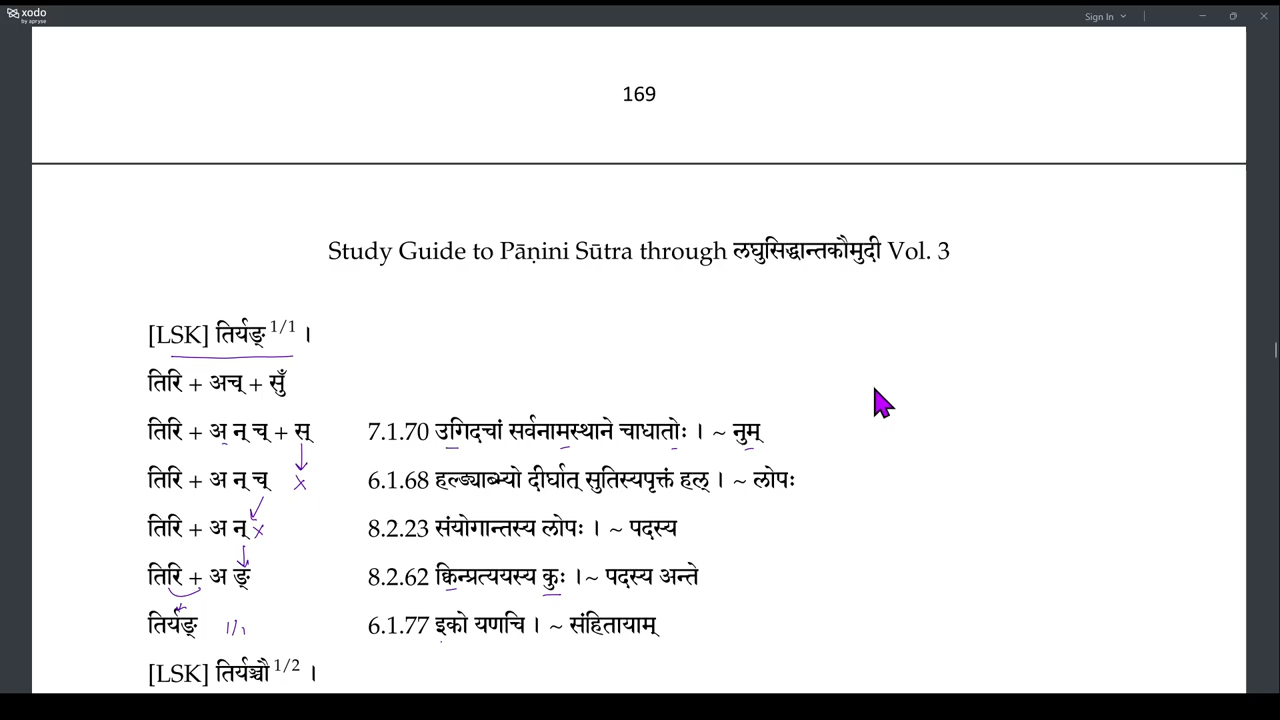 xodo
by apryse
Sign In
169
Study Guide to Pāṇini Sūtra through लघुसिद्धान्तकौमुदी Vol. 3
[LSK] तिर्यङ् 1/1 ।
तिरि + अच् + सुँ
तिरि + अ न् च् + स् 7.1.70 उगिदचां सर्वनामस्थाने चाधातोः । ~ नुम्
तिरि + अ न् च् x 6.1.68 हल्ङ्याब्भ्यो दीर्घात् सुतिस्यपृक्तं हल् । ~ लोपः
तिरि + अ न् x 8.2.23 संयोगान्तस्य लोपः । ~ पदस्य
तिरि + अ ङ् 8.2.62 क्विन्प्रत्ययस्य कुः ।~ पदस्य अन्ते
तिर्यङ् 1/1 6.1.77 इको यणचि । ~ संहितायाम्
[LSK] तिर्यञ्चौ 1/2 ।